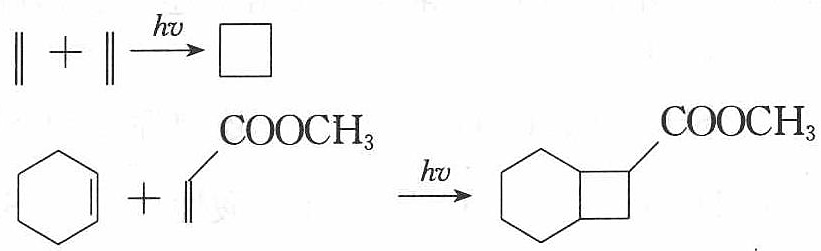 + hν
COOCH₃ COOCH₃
+ hν